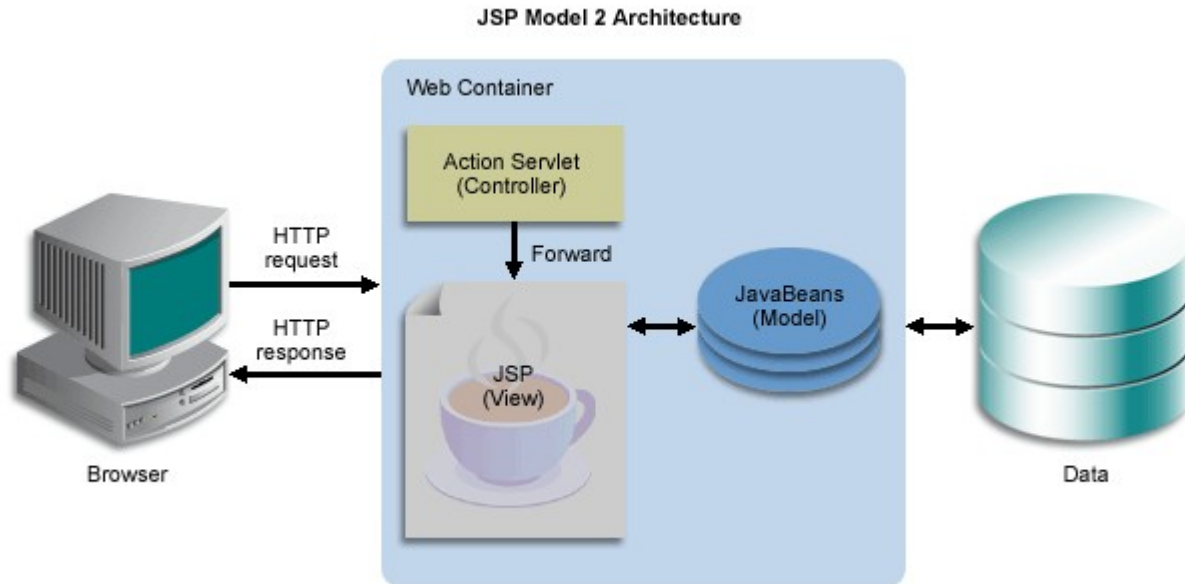 JSP Model 2 Architecture
Web Container
Action Servlet
(Controller)
HTTP
request
Forward
JavaBeans
(Model)
HTTP
response
JSP
(View)
Browser
Data